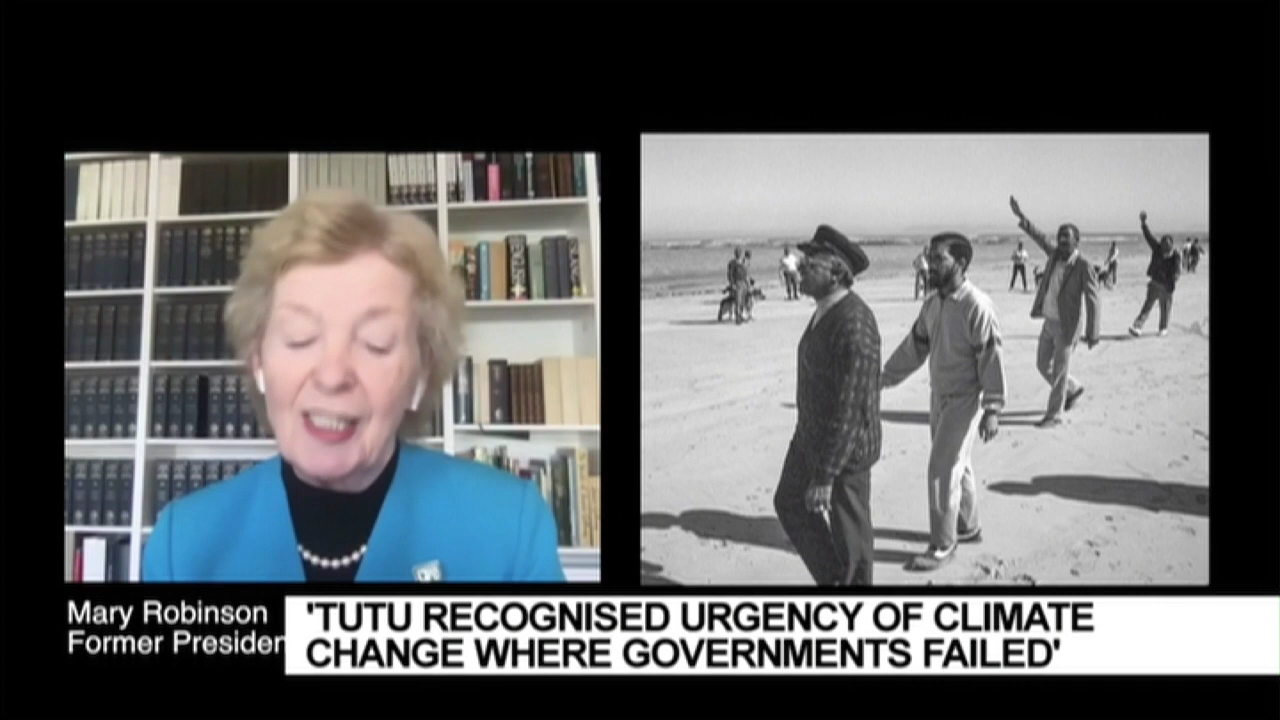 Mary Robinson
Former Presiden
'TUTU RECOGNISED URGENCY OF CLIMATE
CHANGE WHERE GOVERNMENTS FAILED'